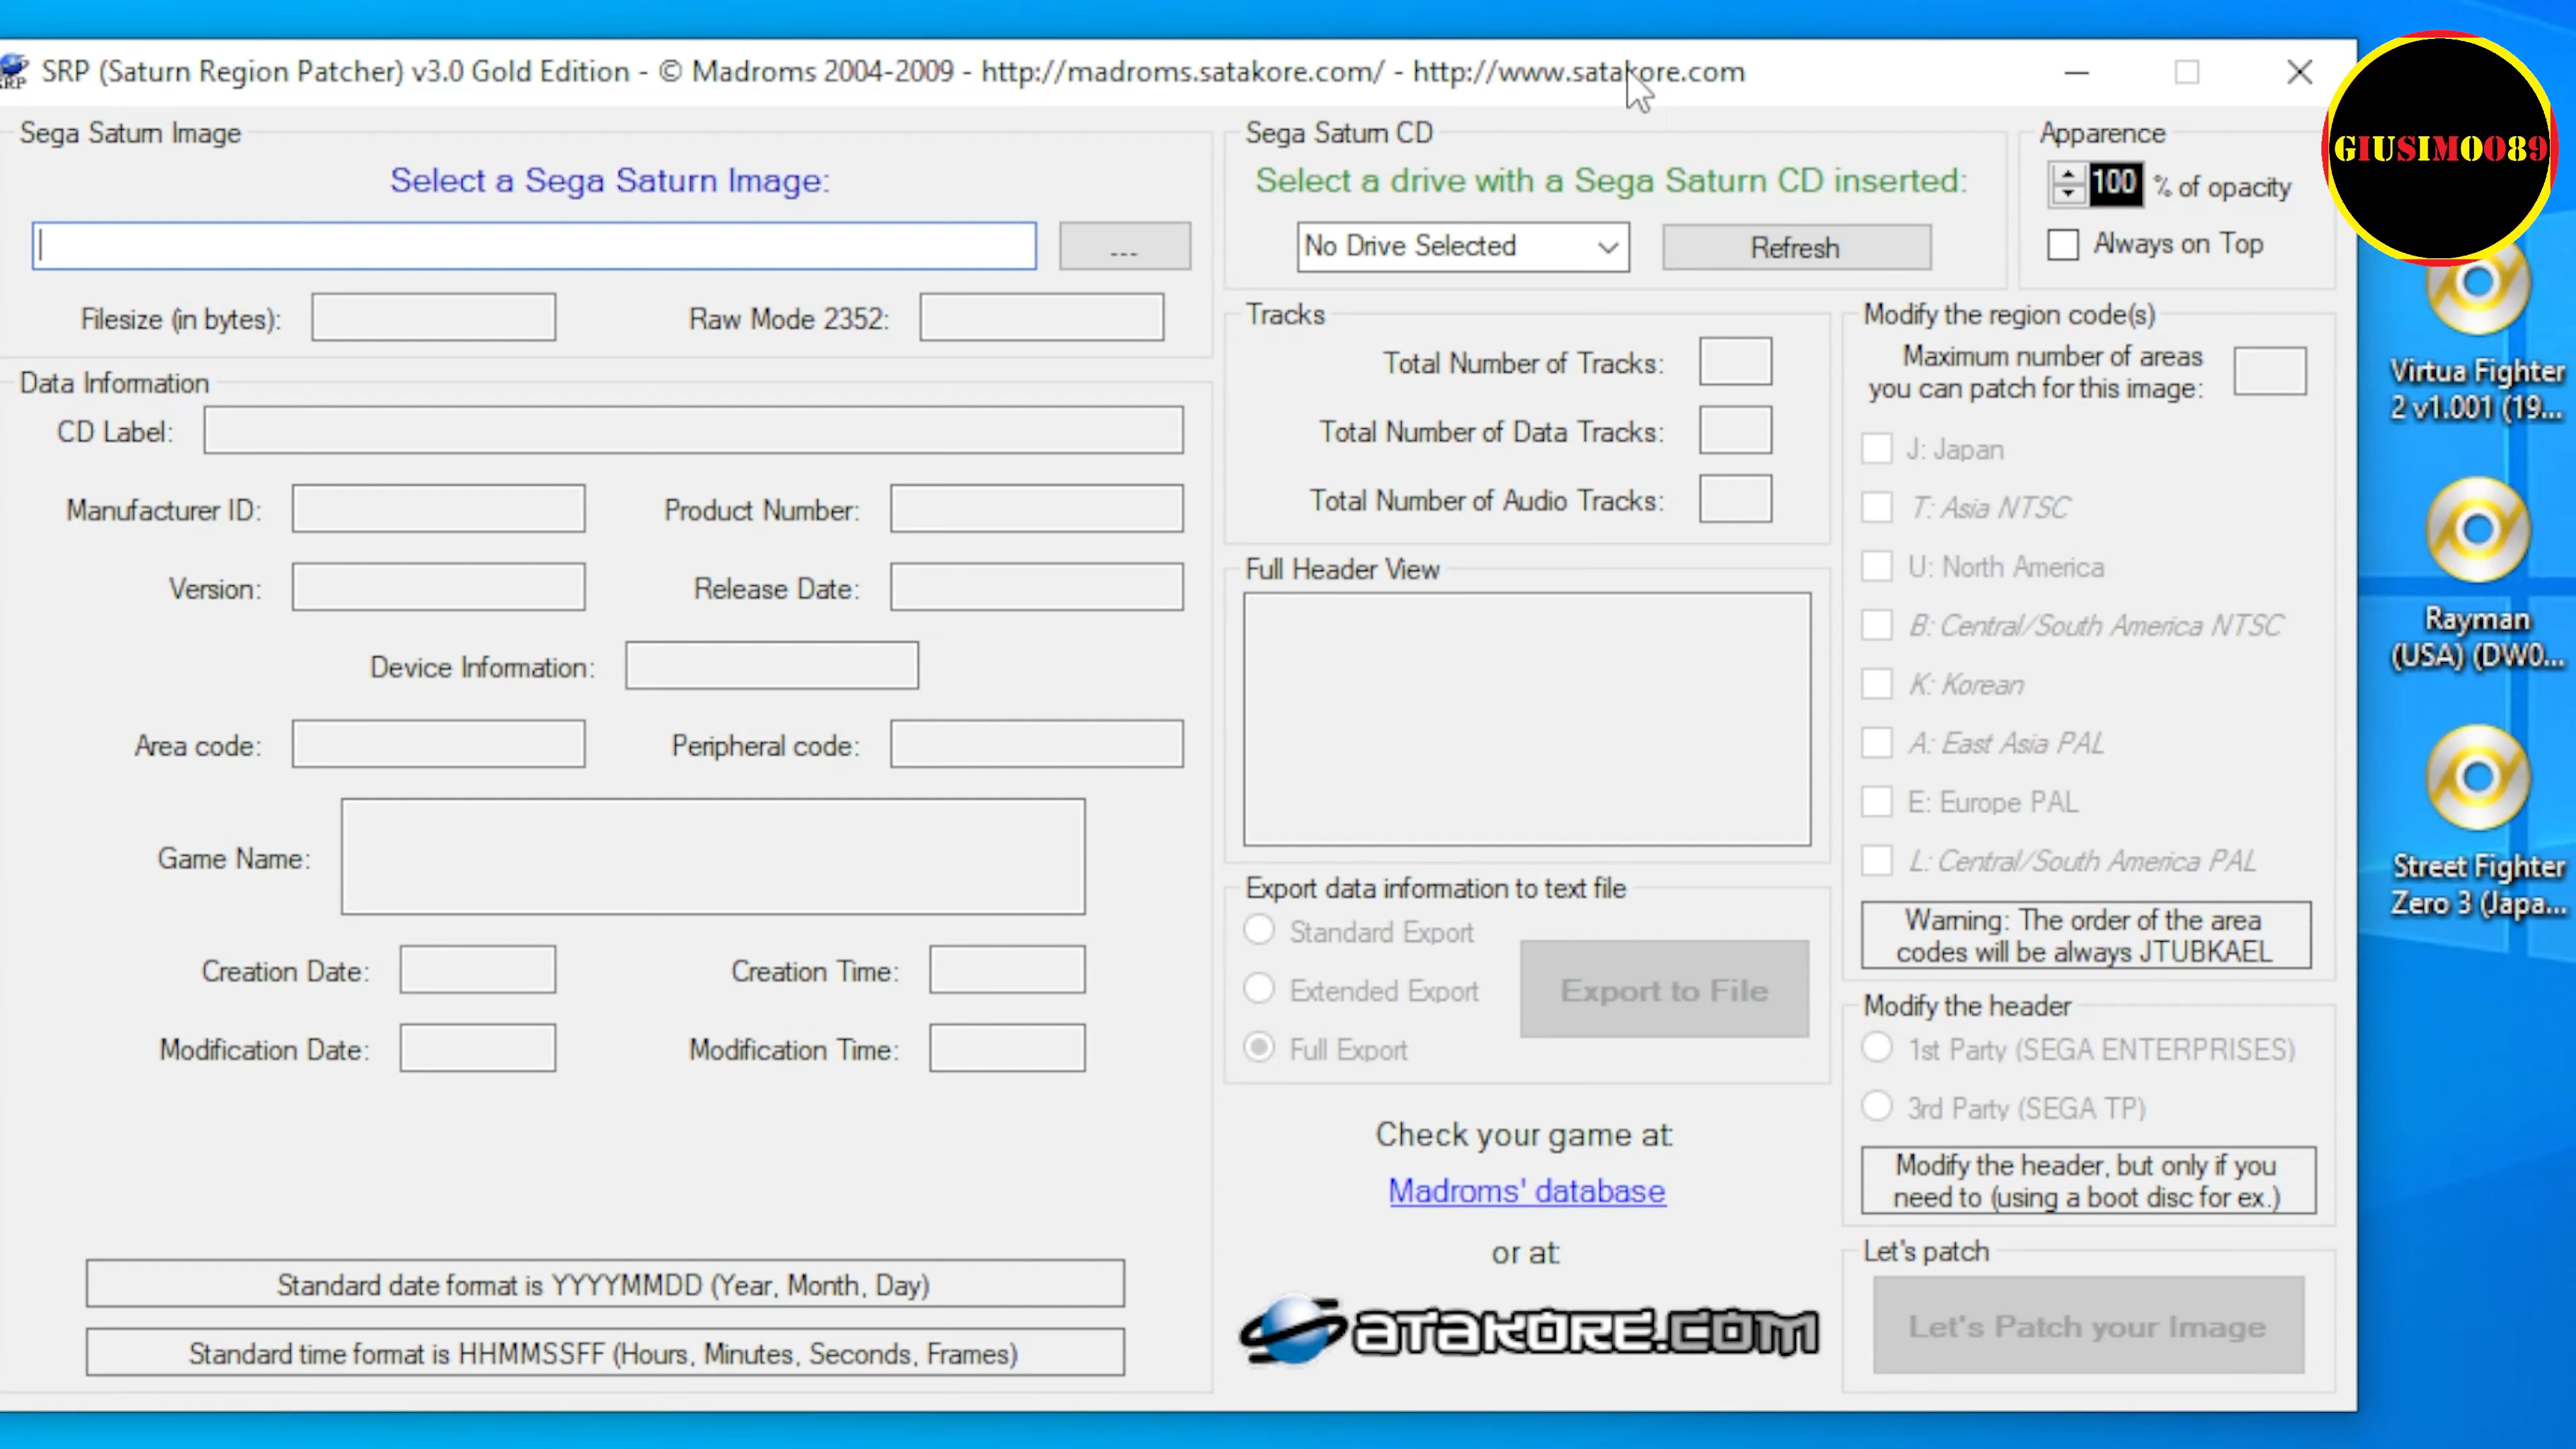 SRP (Saturn Region Patcher) v3.0 Gold Edition - © Madroms 2004-2009 - http://madroms.satakore.com/ - http://www.satakore.com
SRP
GIUSIMO089
Sega Saturn Image
Select a Sega Saturn Image:
...
Filesize (in bytes):
Raw Mode 2352:
Data Information
CD Label:
Manufacturer ID:
Product Number:
Version:
Release Date:
Device Information:
Area code:
Peripheral code:
Game Name:
Creation Date:
Creation Time:
Modification Date:
Modification Time:
Standard date format is YYYYMMDD (Year, Month, Day)
Standard time format is HHMMSSFF (Hours, Minutes, Seconds, Frames)
Sega Saturn CD
Select a drive with a Sega Saturn CD inserted:
No Drive Selected
Refresh
Tracks
Total Number of Tracks:
Total Number of Data Tracks:
Total Number of Audio Tracks:
Full Header View
Export data information to text file
Standard Export
Extended Export
Full Export
Export to File
Check your game at:
Madroms' database
or at:
SATAKORE.COM
Apparence
100 % of opacity
Always on Top
Modify the region code(s)
Maximum number of areas
you can patch for this image:
J: Japan
T: Asia NTSC
U: North America
B: Central/South America NTSC
K: Korean
A: East Asia PAL
E: Europe PAL
L: Central/South America PAL
Warning: The order of the area
codes will be always JTUBKAEL
Modify the header
1st Party (SEGA ENTERPRISES)
3rd Party (SEGA TP)
Modify the header, but only if you
need to (using a boot disc for ex.)
Let's patch
Let's Patch your Image
Virtua Fighter
2 v1.001 (19...
Rayman
(USA) (DW0...
Street Fighter
Zero 3 (Japa...